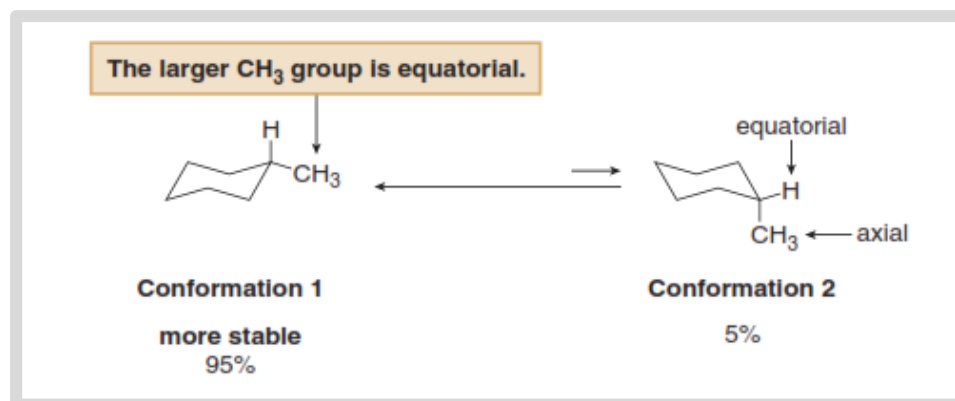 The larger CH₃ group is equatorial.
H
CH₃
equatorial
H
CH₃
axial
Conformation 1
Conformation 2
more stable
95%
5%